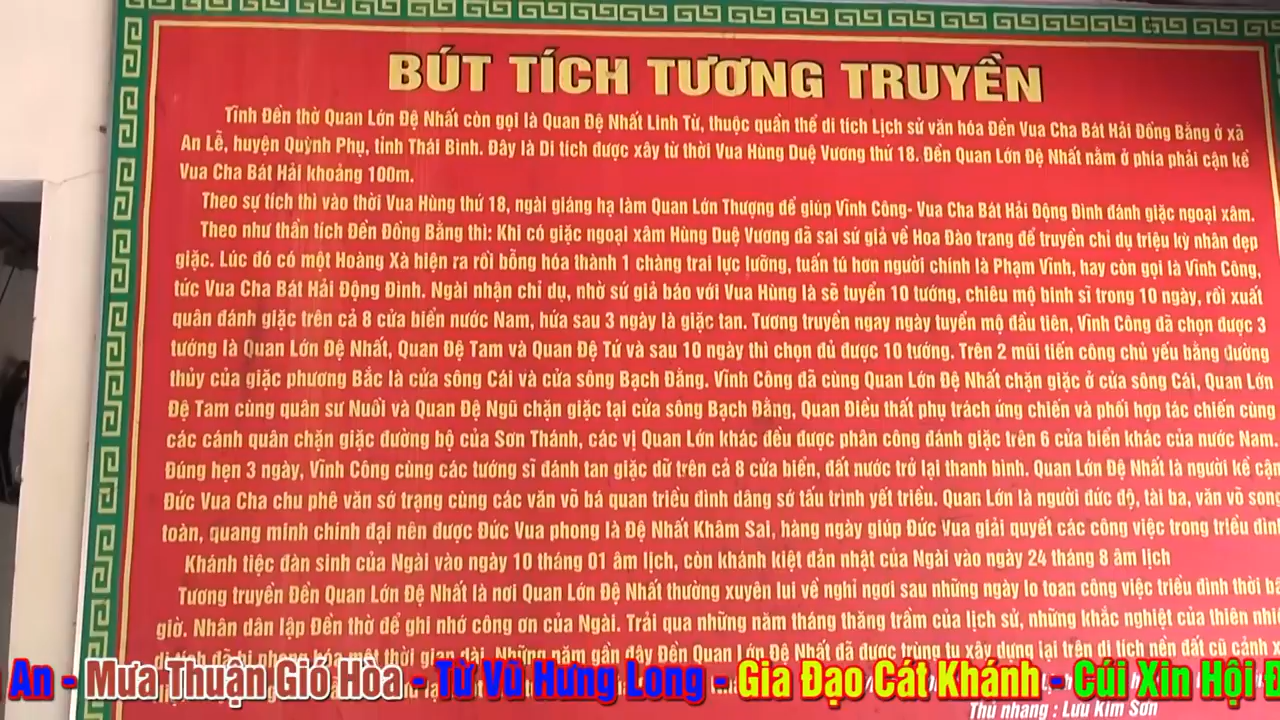 BÚT TÍCH TƯƠNG TRUYỀN
Tĩnh Đền thờ Quan Lớn Đệ Nhất còn gọi là Quan Đệ Nhất Linh Từ, thuộc quần thể di tích Lịch sử văn hóa Đền Vua Cha Bát Hải Đồng Bằng ở xã
An Lễ, huyện Quỳnh Phụ, tỉnh Thái Bình. Đây là Di tích được xây từ thời Vua Hùng Duệ Vương thứ 18. Đền Quan Lớn Đệ Nhất nằm ở phía phải cận kề
Vua Cha Bát Hải khoảng 100m.
Theo sự tích thì vào thời Vua Hùng thứ 18, ngài giáng hạ làm Quan Lớn Thượng để giúp Vĩnh Công- Vua Cha Bát Hải Động Đình đánh giặc ngoại xâm.
Theo như thần tích Đền Đồng Bằng thì: Khi có giặc ngoại xâm Hùng Duệ Vương đã sai sứ giả về Hoa Đào trang để truyền chỉ dụ triệu kỳ nhân dẹp
giặc. Lúc đó có một Hoàng Xà hiện ra rồi bỗng hóa thành 1 chàng trai lực lưỡng, tuấn tú hơn người chính là Phạm Vĩnh, hay còn gọi là Vĩnh Công,
tức Vua Cha Bát Hải Động Đình. Ngài nhận chỉ dụ, nhờ sứ giả báo với Vua Hùng là sẽ tuyển 10 tướng, chiêu mộ binh sĩ trong 10 ngày, rồi xuất
quân đánh giặc trên cả 8 cửa biển nước Nam, hứa sau 3 ngày là giặc tan. Tương truyền ngay ngày tuyển mộ đầu tiên, Vĩnh Công đã chọn được 3
tướng là Quan Lớn Đệ Nhất, Quan Đệ Tam và Quan Đệ Tứ và sau 10 ngày thì chọn đủ được 10 tướng. Trên 2 mũi tiến công chủ yếu bằng đường
thủy của giặc phương Bắc là cửa sông Cái và cửa sông Bạch Đằng. Vĩnh Công đã cùng Quan Lớn Đệ Nhất chặn giặc ở cửa sông Cái, Quan Lớn
Đệ Tam cùng quân sư Nuồi và Quan Đệ Ngũ chặn giặc tại cửa sông Bạch Đằng, Quan Điều thất phụ trách ứng chiến và phối hợp tác chiến cùng
các cánh quân chặn giặc đường bộ của Sơn Thánh, các vị Quan Lớn khác đều được phân công đánh giặc trên 6 cửa biển khác của nước Nam.
Đúng hẹn 3 ngày, Vĩnh Công cùng các tướng sĩ đánh tan giặc dữ trên cả 8 cửa biển, đất nước trở lại thanh bình. Quan Lớn Đệ Nhất là người kề cận
Đức Vua Cha chu phê văn sớ trạng cùng các văn võ bá quan triều đình dâng sớ tấu trình yết triều. Quan Lớn là người đức độ, tài ba, văn võ song
toàn, quang minh chính đại nên được Đức Vua phong là Đệ Nhất Khâm Sai, hàng ngày giúp Đức Vua giải quyết các công việc trong triều đìn
Khánh tiệc đàn sinh của Ngài vào ngày 10 tháng 01 âm lịch, còn khánh kiệt đản nhật của Ngài vào ngày 24 tháng 8 âm lịch
Tương truyền Đền Quan Lớn Đệ Nhất là nơi Quan Lớn Đệ Nhất thường xuyên lui về nghỉ ngơi sau những ngày lo toan công việc triều đình thời bấ
giờ. Nhân dân lập Đền thờ để ghi nhớ công ơn của Ngài. Trải qua những năm tháng thăng trầm của lịch sử, những khắc nghiệt của thiên nhi
di tích đã bị phong hóa một thời gian dài. Những năm gần đây Đền Quan Lớn Đệ Nhất đã được trùng tu xây dựng lại trên di tích nền đất cũ cảnh x
An - Mưa Thuận Gió Hòa - Từ Vũ Hưng Long - Gia Đạo Cát Khánh - Cúi Xin Hội Đ
Thủ nhang : Lưu Kim Sơn